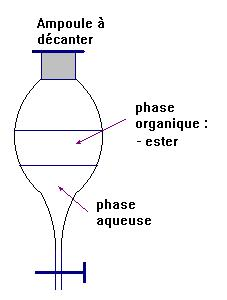 Ampoule à
décanter
phase
organique :
- ester
phase
aqueuse